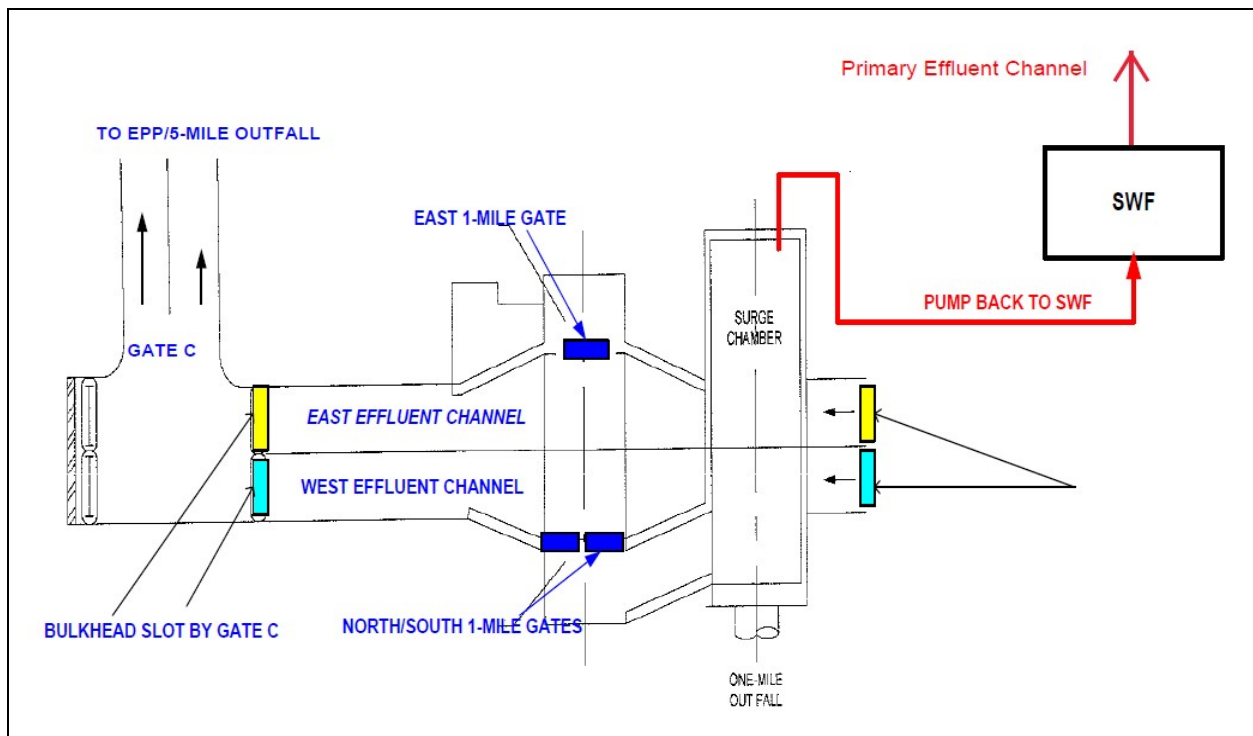 Primary Effluent Channel
TO EPP/5-MILE OUTFALL
EAST 1-MILE GATE
SWF
PUMP BACK TO SWF
SURGE
CHAMBER
GATE C
EAST EFFLUENT CHANNEL
WEST EFFLUENT CHANNEL
BULKHEAD SLOT BY GATE C
NORTH/SOUTH 1-MILE GATES
ONE-MILE
OUT FALL